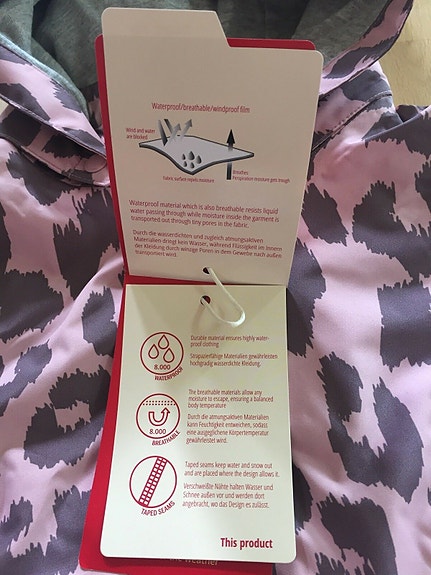 Waterproof/breathable/windproof film
Wind and water
are blocked
Fabric surface repels moisture
Breathes
Perspiration moisture gets trough
Waterproof material which is also breathable resists liquid
water passing through while moisture inside the garment is
transported out through tiny pores in the fabric.
Durch die wasserdichten und zugleich atmungsaktiven
Materialien dringt kein Wasser, während Flüssigkeit im Innern
der Kleidung durch winzige Poren in dem Gewebe nach außen
transportiert wird.
8.000
WATERPROOF
Durable material ensures highly water-
proof clothing
Strapazierfähige Materialien gewährleisten
hochgradig wasserdichte Kleidung.
8.000
BREATHABLE
The breathable materials allow any
moisture to escape, ensuring a balanced
body temperature
Durch die atmungsaktiven Materialien
kann Feuchtigkeit entweichen, sodass
eine ausgeglichene Körpertemperatur
gewährleistet wird.
TAPED SEAMS
Taped seams keep water and snow out
and are placed where the design allows it.
Verschweißte Nähte halten Wasser und
Schnee außen vor und werden dort
angebracht, wo das Design es zulässt.
This product
the weather